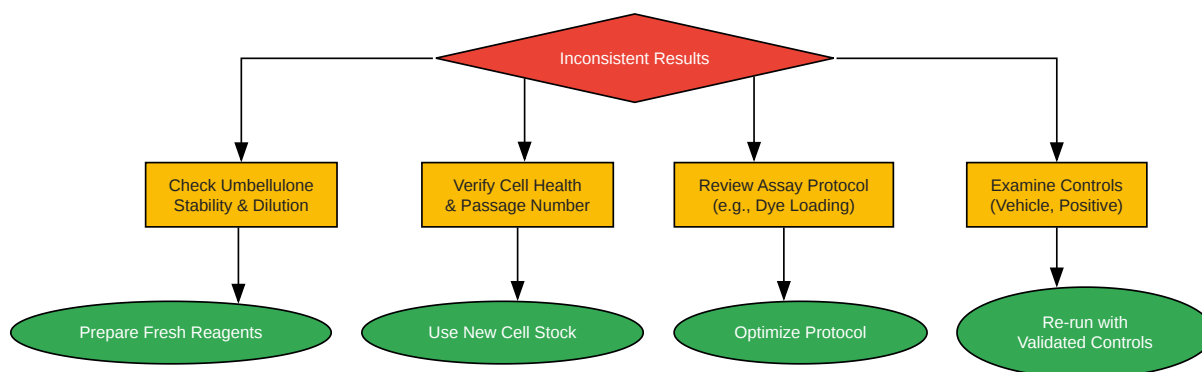 Inconsistent Results
Check Umbellulone
Stability & Dilution
Verify Cell Health
& Passage Number
Review Assay Protocol
(e.g., Dye Loading)
Examine Controls
(Vehicle, Positive)
Prepare Fresh Reagents
Use New Cell Stock
Optimize Protocol
Re-run with
Validated Controls